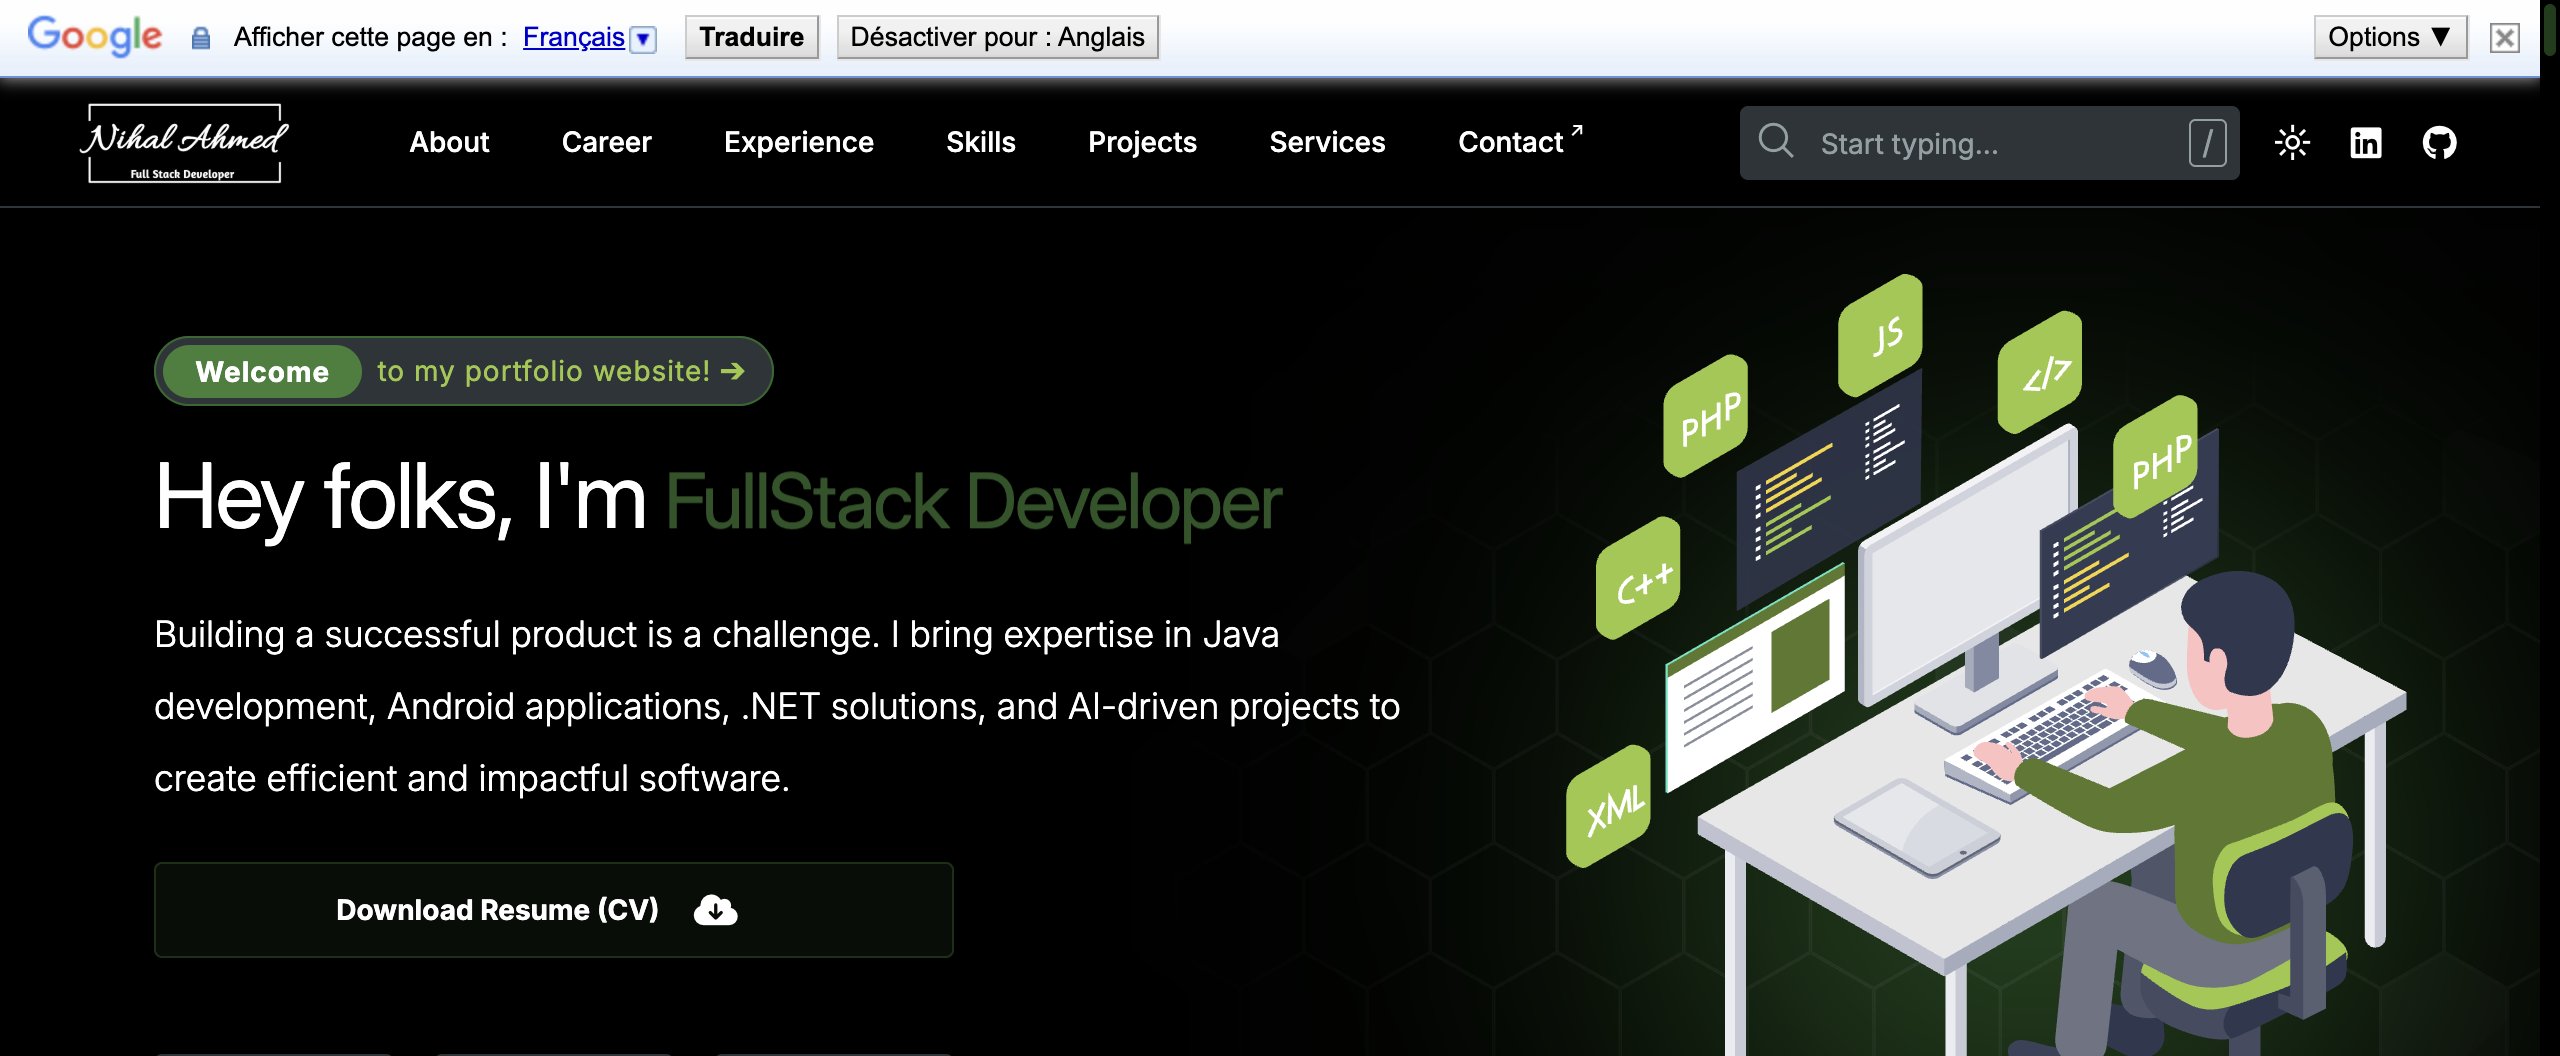 Google Afficher cette page en : Français ▼ Traduire Désactiver pour : Anglais Options ▼
Nihal Ahmed
Full Stack Developer
About Career Experience Skills Projects Services Contact ↗ Start typing... /
Welcome to my portfolio website! ➔
Hey folks, I'm FullStack Developer
Building a successful product is a challenge. I bring expertise in Java
development, Android applications, .NET solutions, and AI-driven projects to
create efficient and impactful software.
Download Resume (CV)
JS
</>
PHP
PHP
C++
XML